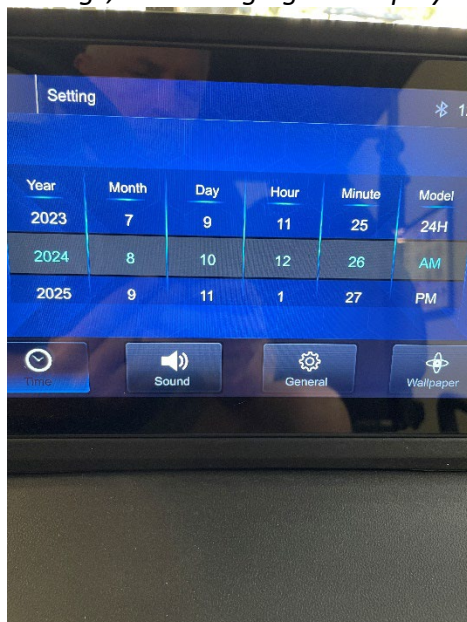 Setting
Year Month Day Hour Minute Model
2023 7 9 11 25 24H
2024 8 10 12 26 AM
2025 9 11 1 27 PM
Time Sound General Wallpaper